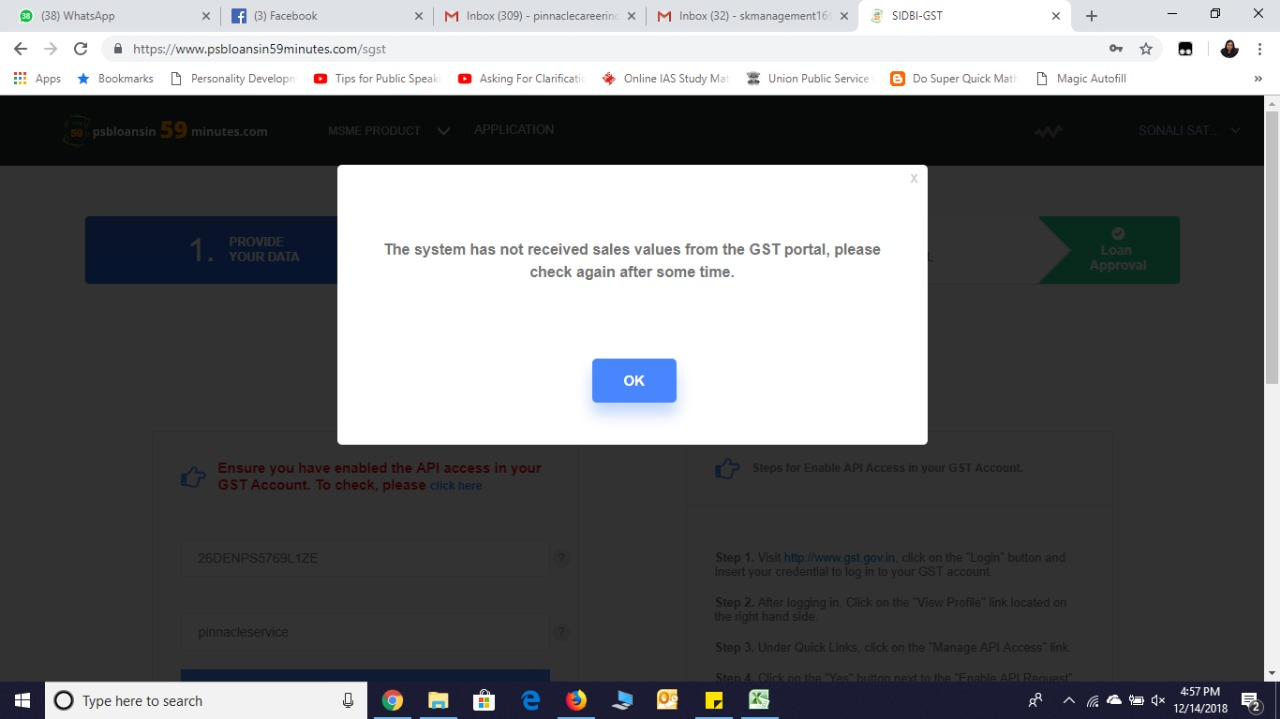 (38) WhatsApp
(3) Facebook
Inbox (309) - pinnaclecareerinc
Inbox (32) - skmanagement166
SIDBI-GST
https://www.psbloansin59minutes.com/sgst
Apps
Bookmarks
Personality Developm
Tips for Public Speaki
You
Asking For Clarificatio
Online IAS Study Mat
Union Public Service
Do Super Quick Math
Magic Autofill
»
psbloansin 59 minutes.com
MSME PRODUCT
APPLICATION
SONALI SAT...
X
1. PROVIDE
YOUR DATA
The system has not received sales values from the GST portal, please
check again after some time.
OK
Loan
Approval
Ensure you have enabled the API access in your
GST Account. To check, please click here
26DENPS5769L1ZE
?
pinnacleservice
?
Steps for Enable API Access in your GST Account.
Step 1. Visit http://www.gst.gov.in, click on the "Login" button and
Insert your credential to log in to your GST account.
Step 2. After logging in, Click on the "View Profile" link located on
the right hand side.
Step 3. Under Quick Links, click on the "Manage API Access" link.
Step 4. Click on the "Yes" button next to the "Enable API Request"
Type here to search
4:57 PM
12/14/2018
2